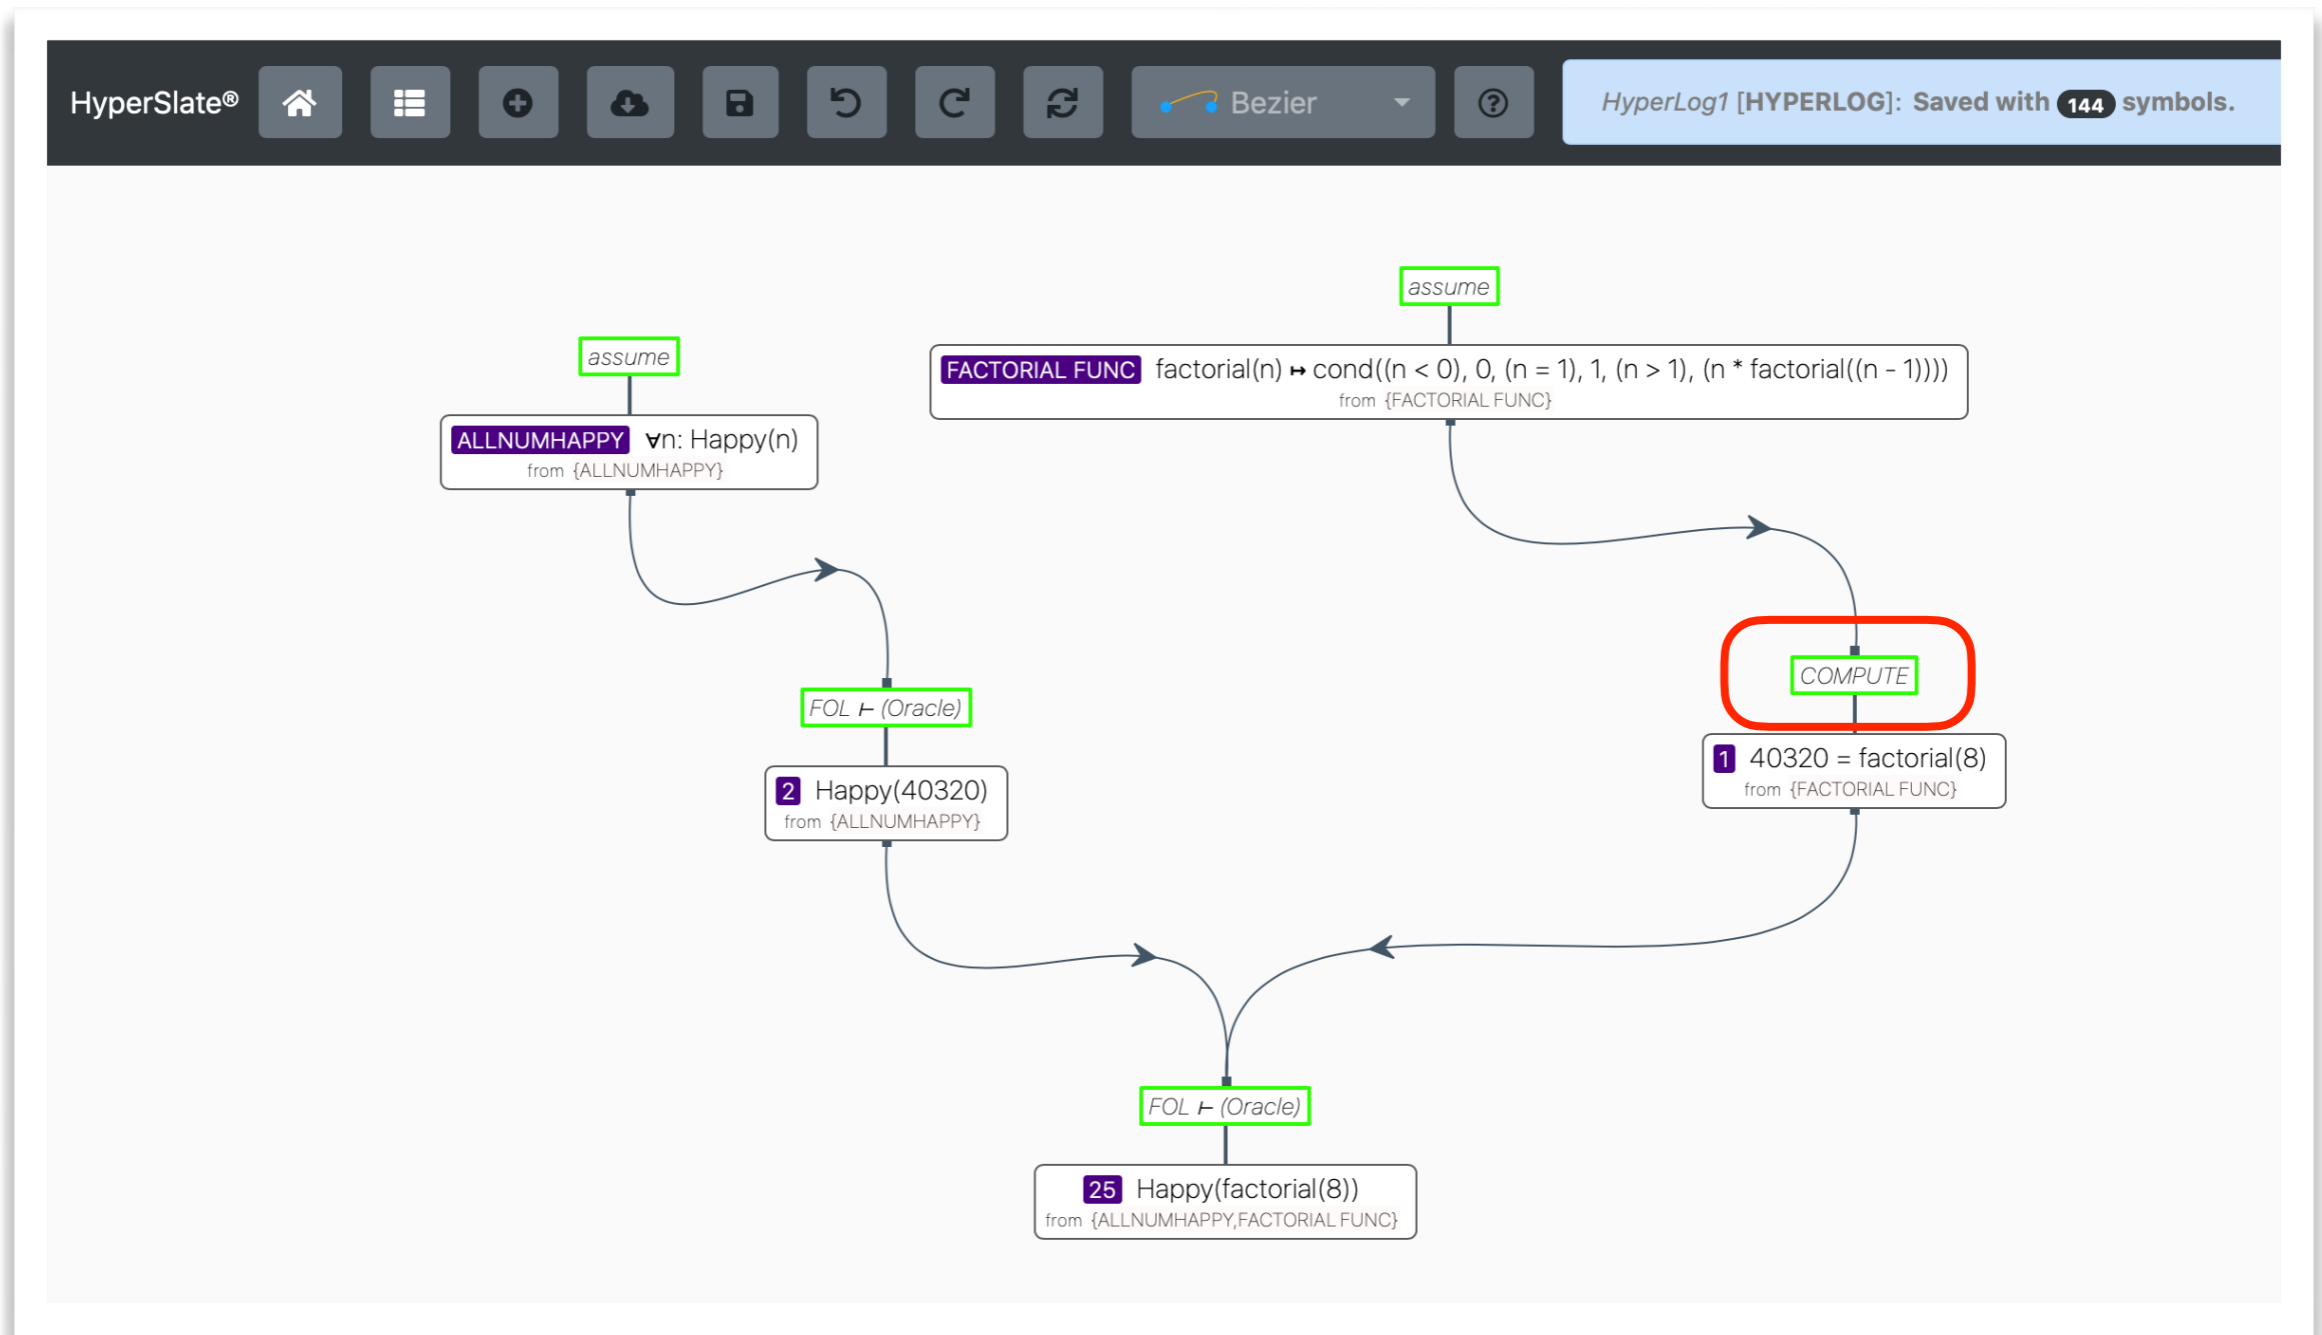 HyperSlate®
Bezier
HyperLog1 [HYPERLOG]: Saved with 144 symbols.
assume
FACTORIAL FUNC factorial(n) ↦ cond((n < 0), 0, (n = 1), 1, (n > 1), (n * factorial((n - 1))))
from {FACTORIAL FUNC}
assume
ALLNUMHAPPY ∀n: Happy(n)
from {ALLNUMHAPPY}
COMPUTE
1 40320 = factorial(8)
from {FACTORIAL FUNC}
FOL ⊢ (Oracle)
2 Happy(40320)
from {ALLNUMHAPPY}
FOL ⊢ (Oracle)
25 Happy(factorial(8))
from {ALLNUMHAPPY,FACTORIAL FUNC}